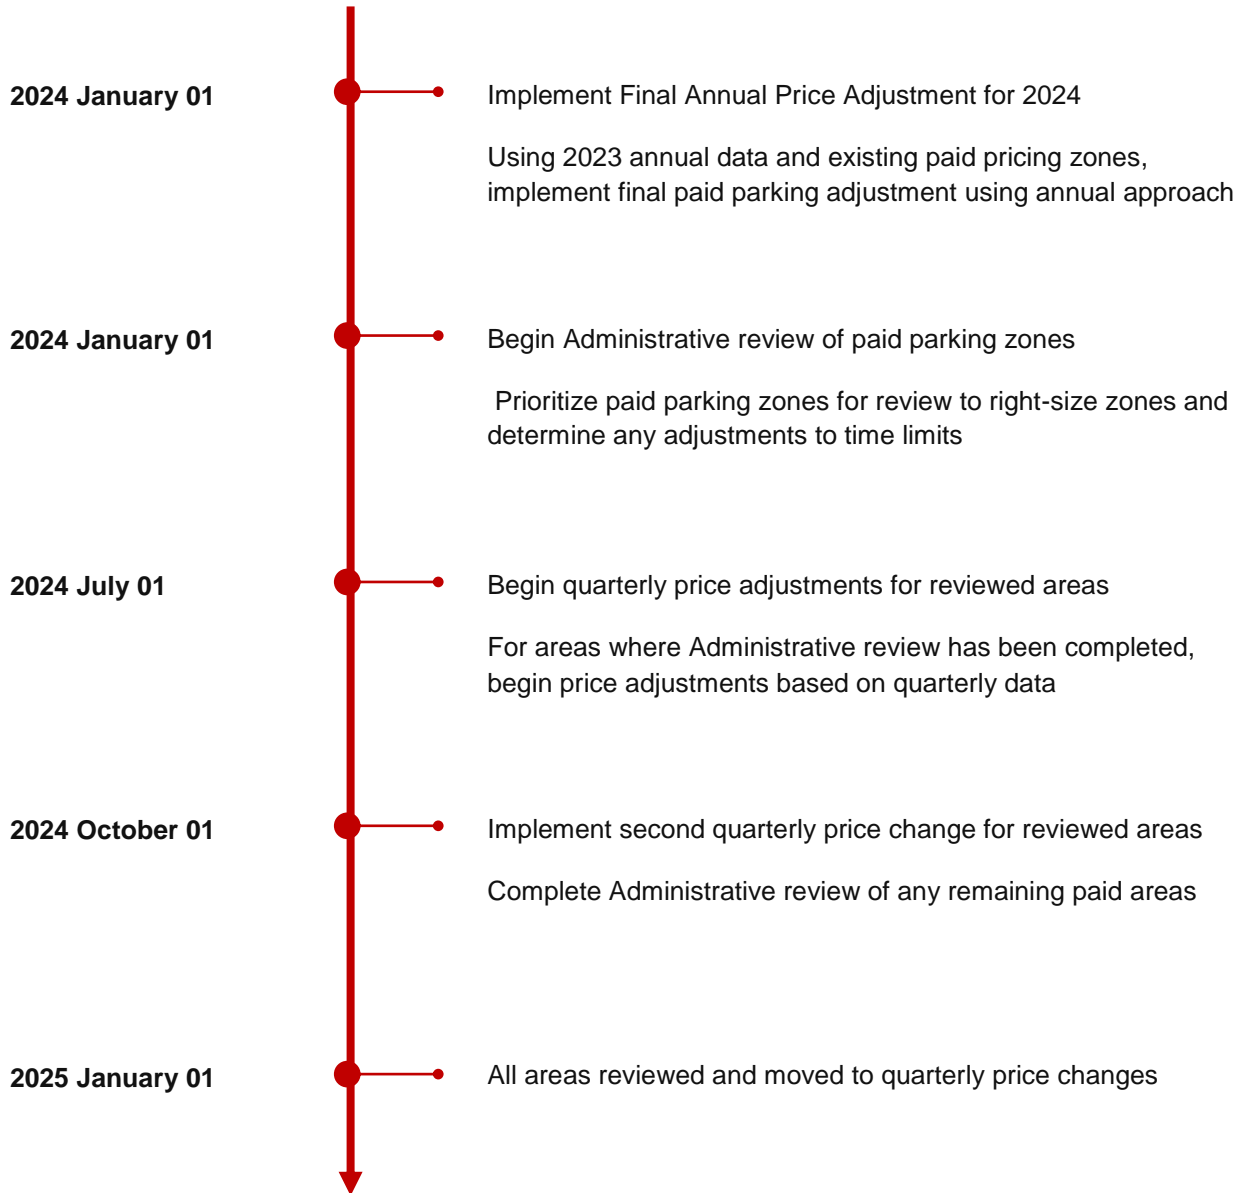 2024 January 01
Implement Final Annual Price Adjustment for 2024
Using 2023 annual data and existing paid pricing zones,
implement final paid parking adjustment using annual approach
2024 January 01
Begin Administrative review of paid parking zones
Prioritize paid parking zones for review to right-size zones and
determine any adjustments to time limits
2024 July 01
Begin quarterly price adjustments for reviewed areas
For areas where Administrative review has been completed,
begin price adjustments based on quarterly data
2024 October 01
Implement second quarterly price change for reviewed areas
Complete Administrative review of any remaining paid areas
2025 January 01
All areas reviewed and moved to quarterly price changes